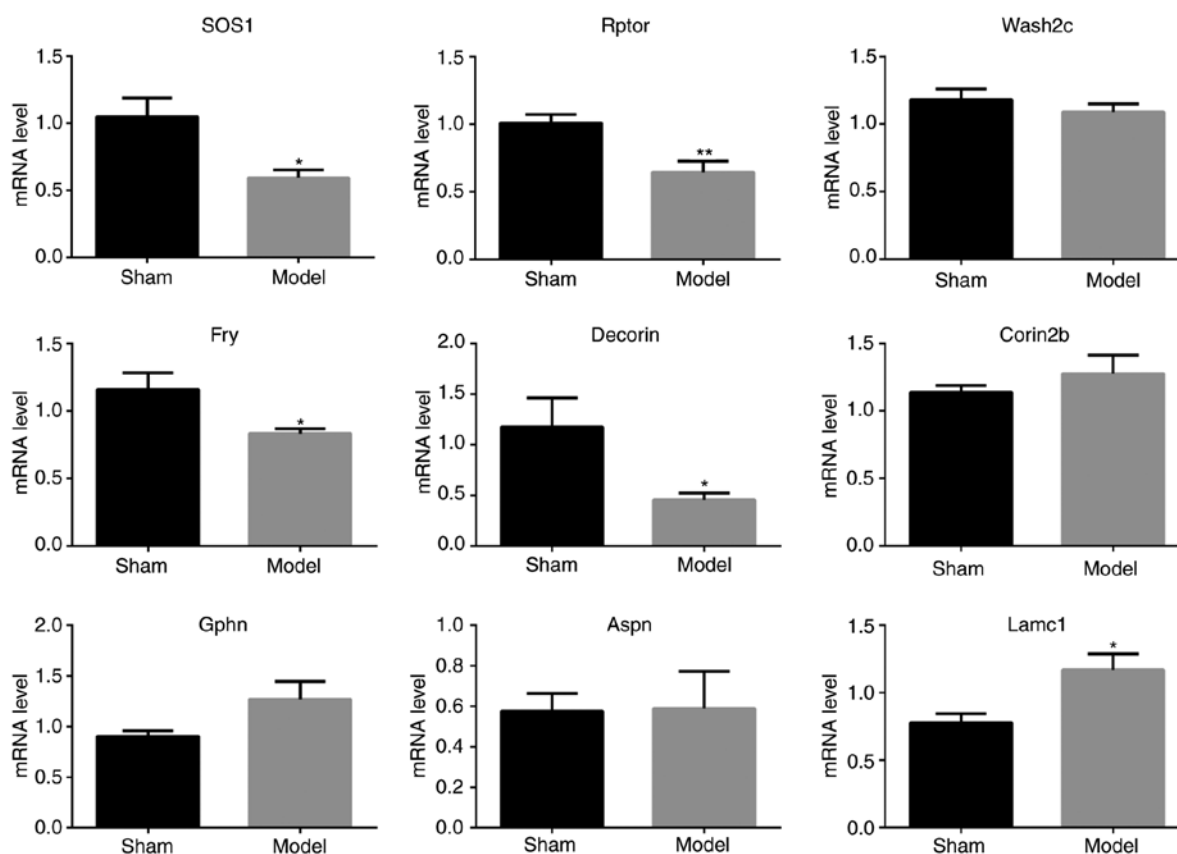 SOS1
Rptor
Wash2c
mRNA level
1.5
1.0
0.5
0.0
*
Sham
Model
mRNA level
1.5
1.0
0.5
0.0
**
Sham
Model
mRNA level
1.5
1.0
0.5
0.0
Sham
Model
Fry
Decorin
Corin2b
mRNA level
1.5
1.0
0.5
0.0
*
Sham
Model
mRNA level
2.0
1.5
1.0
0.5
0.0
*
Sham
Model
mRNA level
1.5
1.0
0.5
0.0
Sham
Model
Gphn
Aspn
Lamc1
mRNA level
2.0
1.5
1.0
0.5
0.0
Sham
Model
mRNA level
1.0
0.8
0.6
0.4
0.2
0.0
Sham
Model
mRNA level
1.5
1.0
0.5
0.0
*
Sham
Model